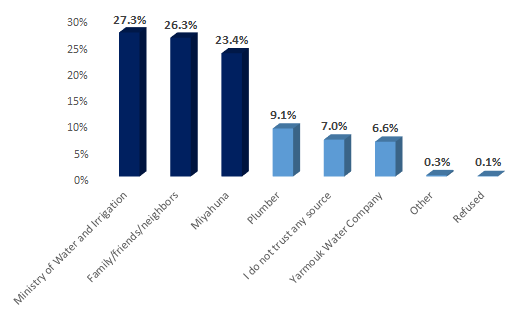 30%
25%
20%
15%
10%
5%
0%
27.3%
26.3%
23.4%
9.1%
7.0%
6.6%
0.3%
0.1%
Ministry of Water and Irrigation
Family/friends/neighbors
Miyahuna
Plumber
I do not trust any source
Yarmouk Water Company
Other
Refused